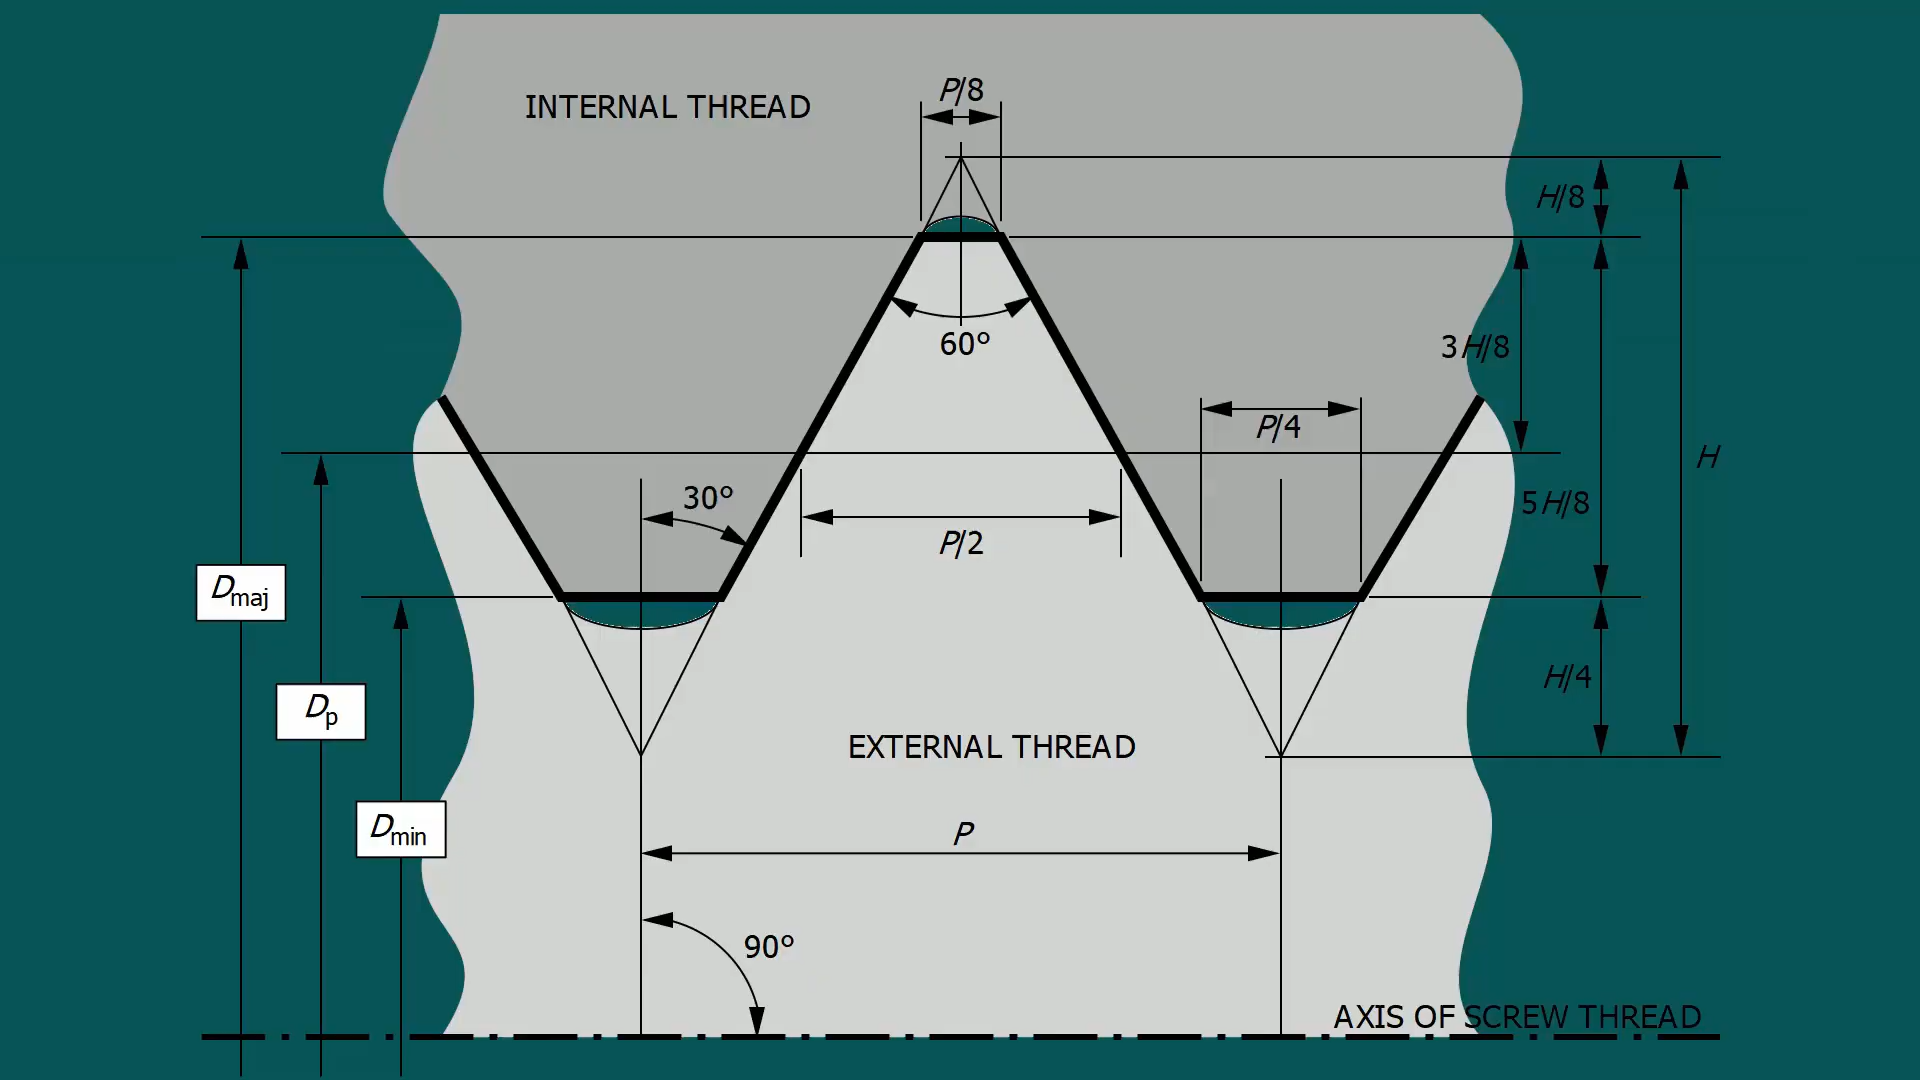 P/8
INTERNAL THREAD
H/8
60°
3H/8
P/4
H
30°
5H/8
P/2
Dmaj
H/4
Dp
EXTERNAL THREAD
Dmin
P
90°
AXIS OF SCREW THREAD